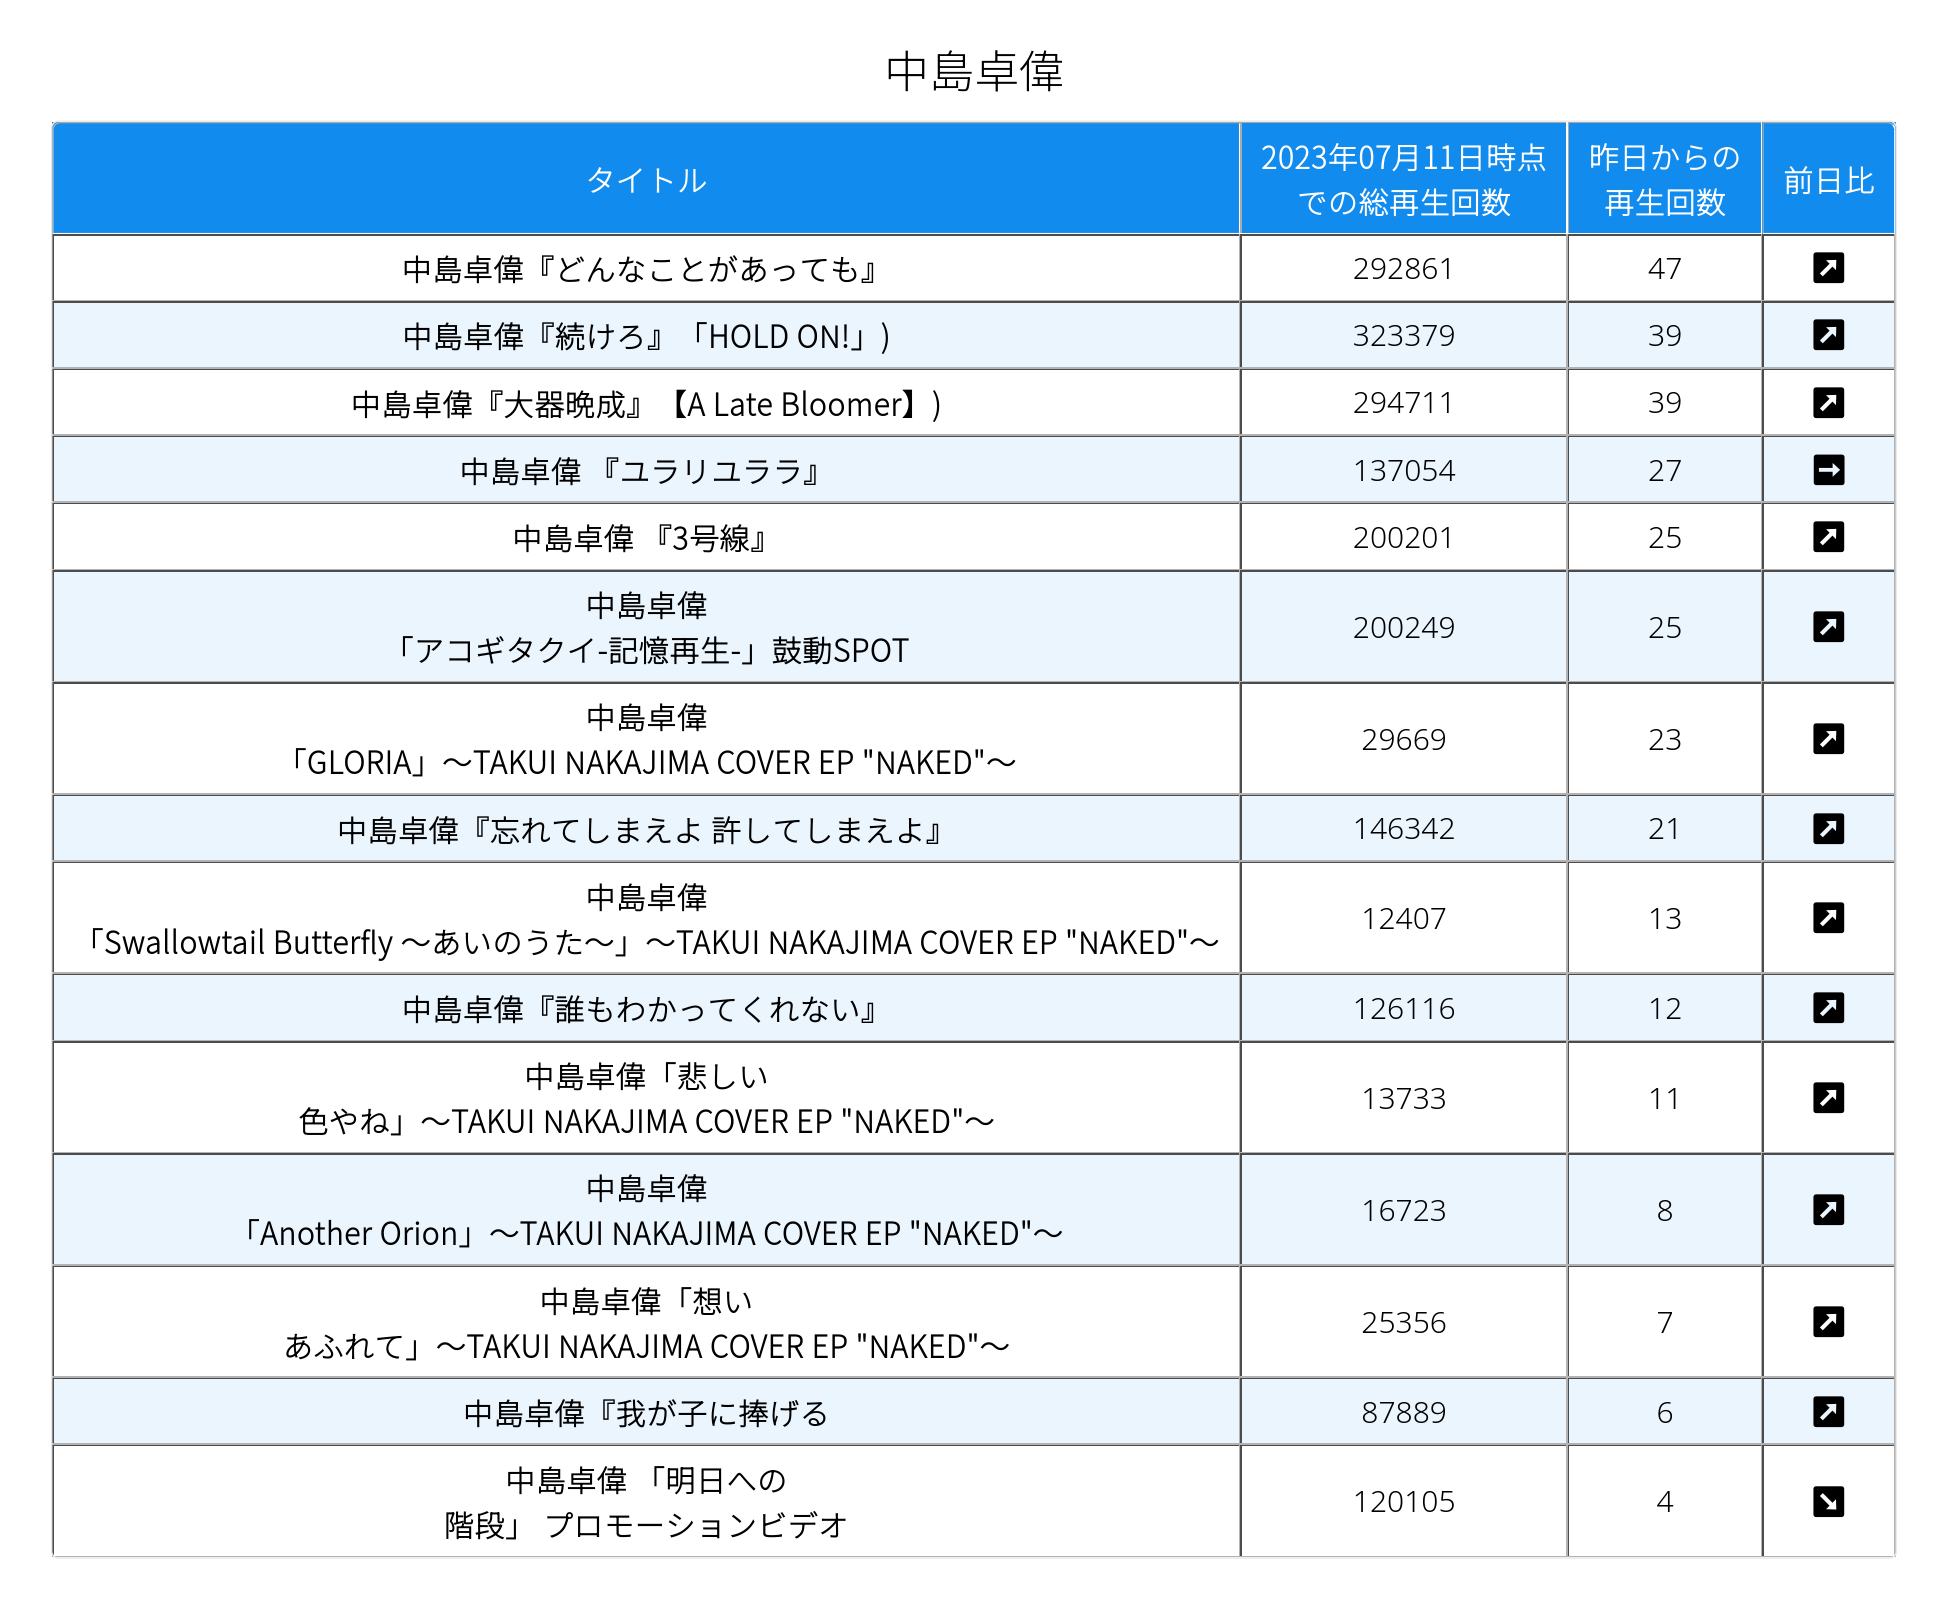 中島卓偉
タイトル
2023年07月11日時点
での総再生回数
昨日からの
再生回数
前日比
中島卓偉『どんなことがあっても』 292861 47
中島卓偉『続けろ』「HOLD ON!」) 323379 39
中島卓偉『大器晩成』【A Late Bloomer】) 294711 39
中島卓偉 『ユラリユララ』 137054 27
中島卓偉 『3号線』 200201 25
中島卓偉
「アコギタクイ-記憶再生-」鼓動SPOT 200249 25
中島卓偉
「GLORIA」〜TAKUI NAKAJIMA COVER EP "NAKED"〜 29669 23
中島卓偉『忘れてしまえよ 許してしまえよ』 146342 21
中島卓偉
「Swallowtail Butterfly 〜あいのうた〜」〜TAKUI NAKAJIMA COVER EP "NAKED"〜 12407 13
中島卓偉『誰もわかってくれない』 126116 12
中島卓偉「悲しい
色やね」〜TAKUI NAKAJIMA COVER EP "NAKED"〜 13733 11
中島卓偉
「Another Orion」〜TAKUI NAKAJIMA COVER EP "NAKED"〜 16723 8
中島卓偉「想い
あふれて」〜TAKUI NAKAJIMA COVER EP "NAKED"〜 25356 7
中島卓偉『我が子に捧げる 87889 6
中島卓偉 「明日への
階段」 プロモーションビデオ 120105 4